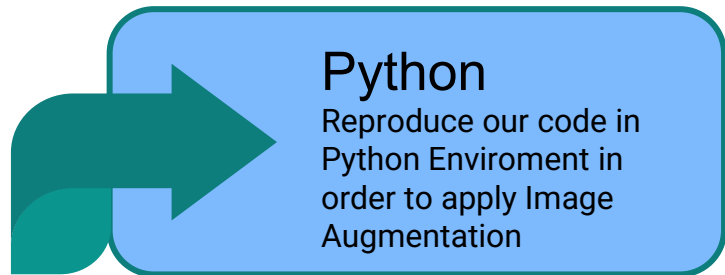 Python
Reproduce our code in
Python Enviroment in
order to apply Image
Augmentation